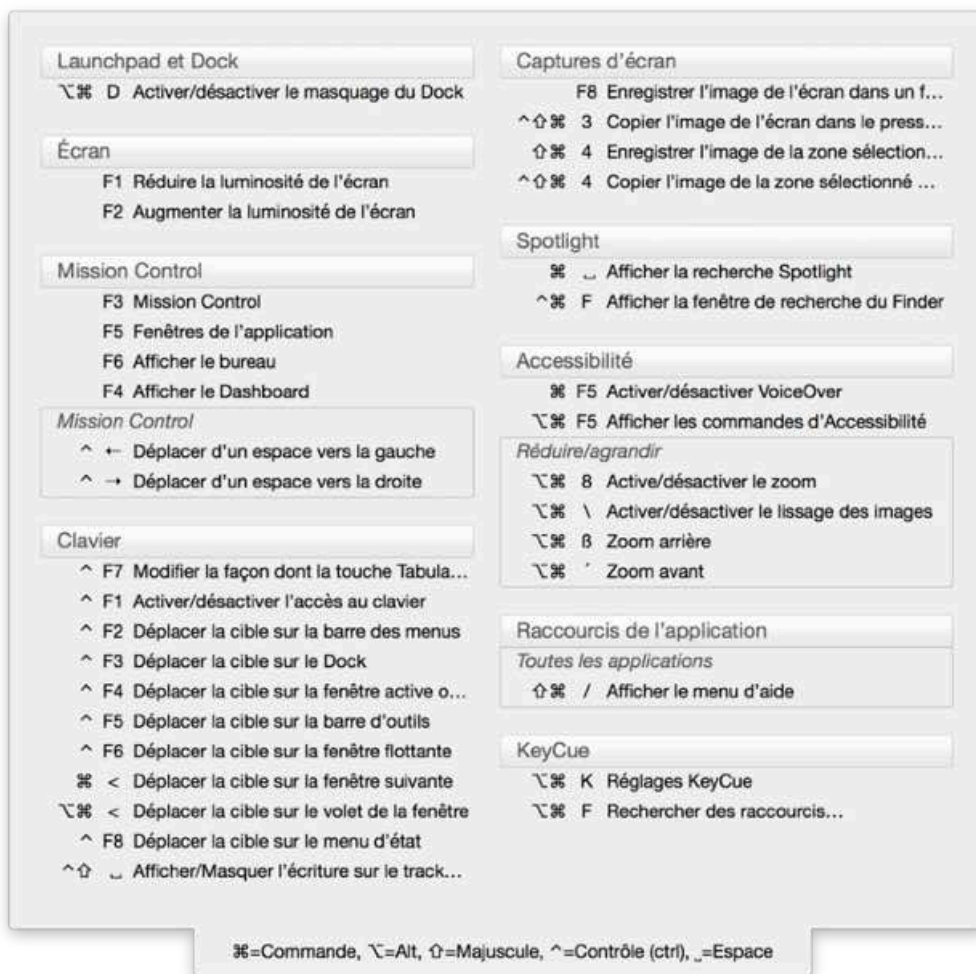 Launchpad et Dock
⌥⌘ D Activer/désactiver le masquage du Dock
Écran
F1 Réduire la luminosité de l'écran
F2 Augmenter la luminosité de l'écran
Mission Control
F3 Mission Control
F5 Fenêtres de l'application
F6 Afficher le bureau
F4 Afficher le Dashboard
Mission Control
^ ← Déplacer d'un espace vers la gauche
^ → Déplacer d'un espace vers la droite
Clavier
^ F7 Modifier la façon dont la touche Tabula...
^ F1 Activer/désactiver l'accès au clavier
^ F2 Déplacer la cible sur la barre des menus
^ F3 Déplacer la cible sur le Dock
^ F4 Déplacer la cible sur la fenêtre active o...
^ F5 Déplacer la cible sur la barre d'outils
^ F6 Déplacer la cible sur la fenêtre flottante
⌘ < Déplacer la cible sur la fenêtre suivante
⌥⌘ < Déplacer la cible sur le volet de la fenêtre
^ F8 Déplacer la cible sur le menu d'état
^⇧ ⎵ Afficher/Masquer l'écriture sur le track...
Captures d'écran
F8 Enregistrer l'image de l'écran dans un f...
^⇧⌘ 3 Copier l'image de l'écran dans le press...
⇧⌘ 4 Enregistrer l'image de la zone sélection...
^⇧⌘ 4 Copier l'image de la zone sélectionné ...
Spotlight
⌘ ⎵ Afficher la recherche Spotlight
^⌘ F Afficher la fenêtre de recherche du Finder
Accessibilité
⌘ F5 Activer/désactiver VoiceOver
⌥⌘ F5 Afficher les commandes d'Accessibilité
Réduire/agrandir
⌥⌘ 8 Active/désactiver le zoom
⌥⌘ \ Activer/désactiver le lissage des images
⌥⌘ ß Zoom arrière
⌥⌘ ´ Zoom avant
Raccourcis de l'application
Toutes les applications
⇧⌘ / Afficher le menu d'aide
KeyCue
⌥⌘ K Réglages KeyCue
⌥⌘ F Rechercher des raccourcis...
⌘=Commande, ⌥=Alt, ⇧=Majuscule, ^=Contrôle (ctrl), ⎵=Espace